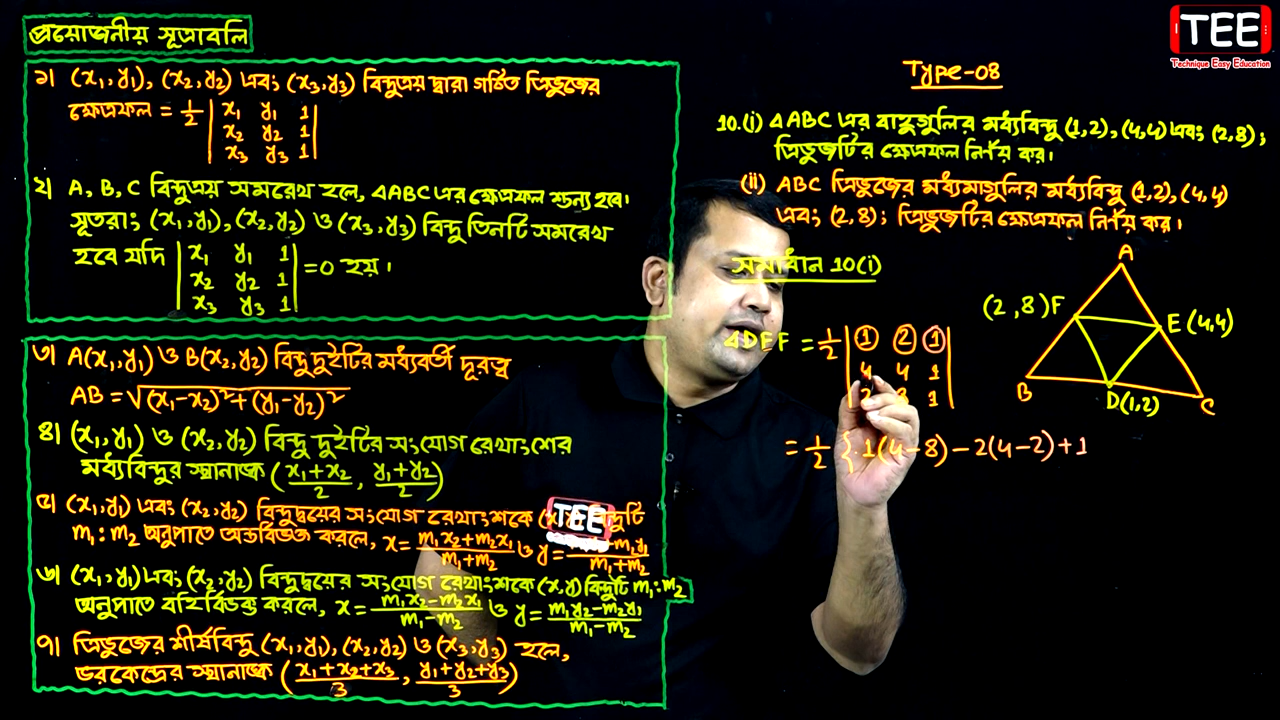 প্রয়োজনীয় সূত্রাবলি
১। (x₁, y₁), (x₂, y₂) এবং (x₃, y₃) বিন্দুত্রয় দ্বারা গঠিত ত্রিভুজের
ক্ষেত্রফল = 1/2 | x₁ y₁ 1 |
x₂ y₂ 1
x₃ y₃ 1
২। A, B, C বিন্দুত্রয় সমরেখ হলে, ΔABC এর ক্ষেত্রফল শূন্য হবে।
সুতরাং (x₁, y₁), (x₂, y₂) ও (x₃, y₃) বিন্দু তিনটি সমরেখ
হবে যদি | x₁ y₁ 1 | = 0 হয়।
x₂ y₂ 1
x₃ y₃ 1
৩। A(x₁, y₁) ও B(x₂, y₂) বিন্দু দুইটির মধ্যবর্তী দূরত্ব
AB = √(x₁-x₂)²+(y₁-y₂)²
৪। (x₁, y₁) ও (x₂, y₂) বিন্দু দুইটির সংযোগ রেখাংশের
মধ্যবিন্দুর স্থানাঙ্ক (x₁+x₂/2, y₁+y₂/2)
৫। (x₁, y₁) এবং (x₂, y₂) বিন্দুদ্বয়ের সংযোগ রেখাংশকে বিন্দুটি
m₁:m₂ অনুপাতে অন্তর্বিভক্ত করলে, x = m₁x₂+m₂x₁/m₁+m₂ ও y = m₂y₁/m₁+m₂
৬। (x₁, y₁) এবং (x₂, y₂) বিন্দুদ্বয়ের সংযোগ রেখাংশকে (x, y) বিন্দুটি m₁:m₂
অনুপাতে বহির্বিভক্ত করলে, x = m₁x₂-m₂x₁/m₁-m₂ ও y = m₁y₂-m₂y₁/m₁-m₂
৭। ত্রিভুজের শীর্ষবিন্দু (x₁, y₁), (x₂, y₂) ও (x₃, y₃) হলে,
ভরকেন্দ্রের স্থানাঙ্ক (x₁+x₂+x₃/3, y₁+y₂+y₃/3)
TEE
TEE
Technique Easy Education
Type-08
10.(i) ΔABC এর বাহুগুলির মধ্যবিন্দু (1,2), (4,4) এবং (2,8);
ত্রিভুজটির ক্ষেত্রফল নির্ণয় কর।
(ii) ABC ত্রিভুজের মধ্যমাগুলির মধ্যবিন্দু (1,2), (4,4)
এবং (2,8); ত্রিভুজটির ক্ষেত্রফল নির্ণয় কর।
সমাধান 10(i)
ΔDEF = 1/2 | 1 2 1 |
4 4 1
2 8 1
= 1/2 { 1(4-8) - 2(4-2) + 1
A
(2,8) F
E (4,4)
B
D(1,2)
C